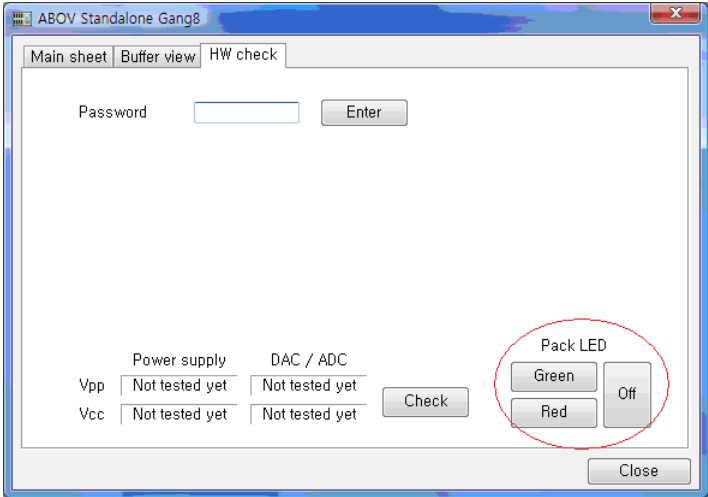 ABOV Standalone Gang8
Main sheet Buffer view HW check
Password Enter
Pack LED
Power supply DAC / ADC
Green Off
Vpp Not tested yet Not tested yet
Check
Vcc Not tested yet Not tested yet
Red
Close